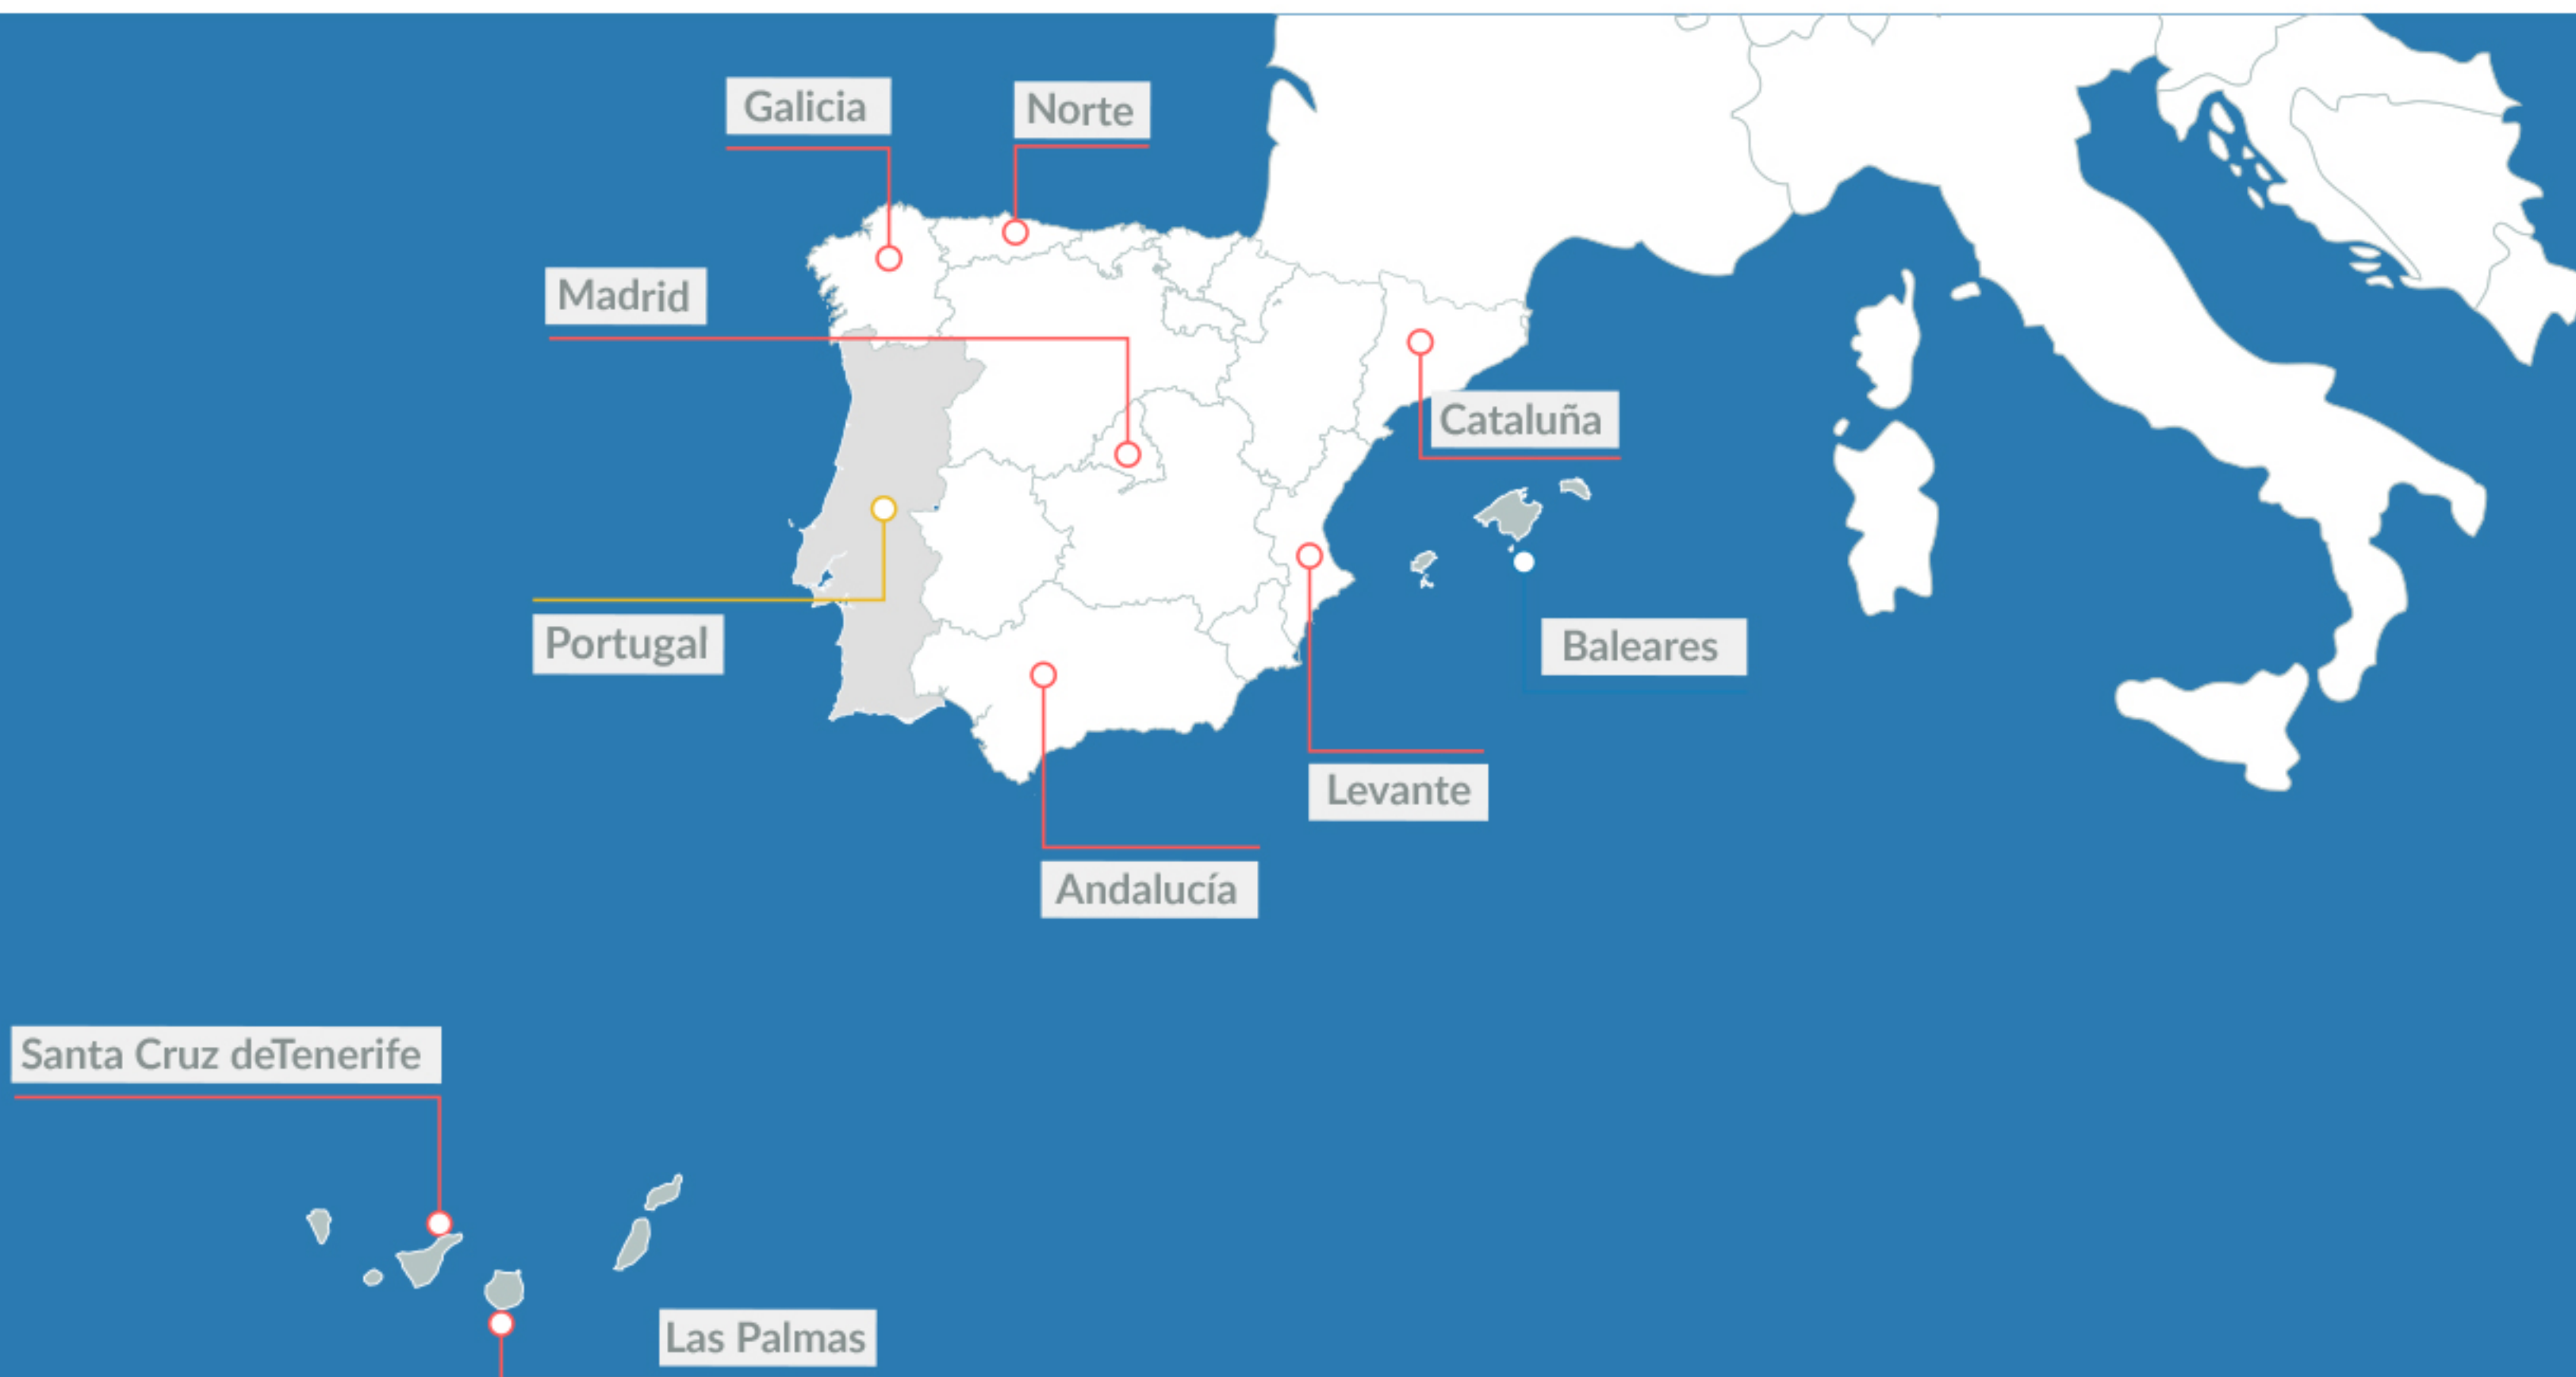 Galicia
Norte
Madrid
Cataluña
Portugal
Baleares
Levante
Andalucía
Santa Cruz deTenerife
Las Palmas